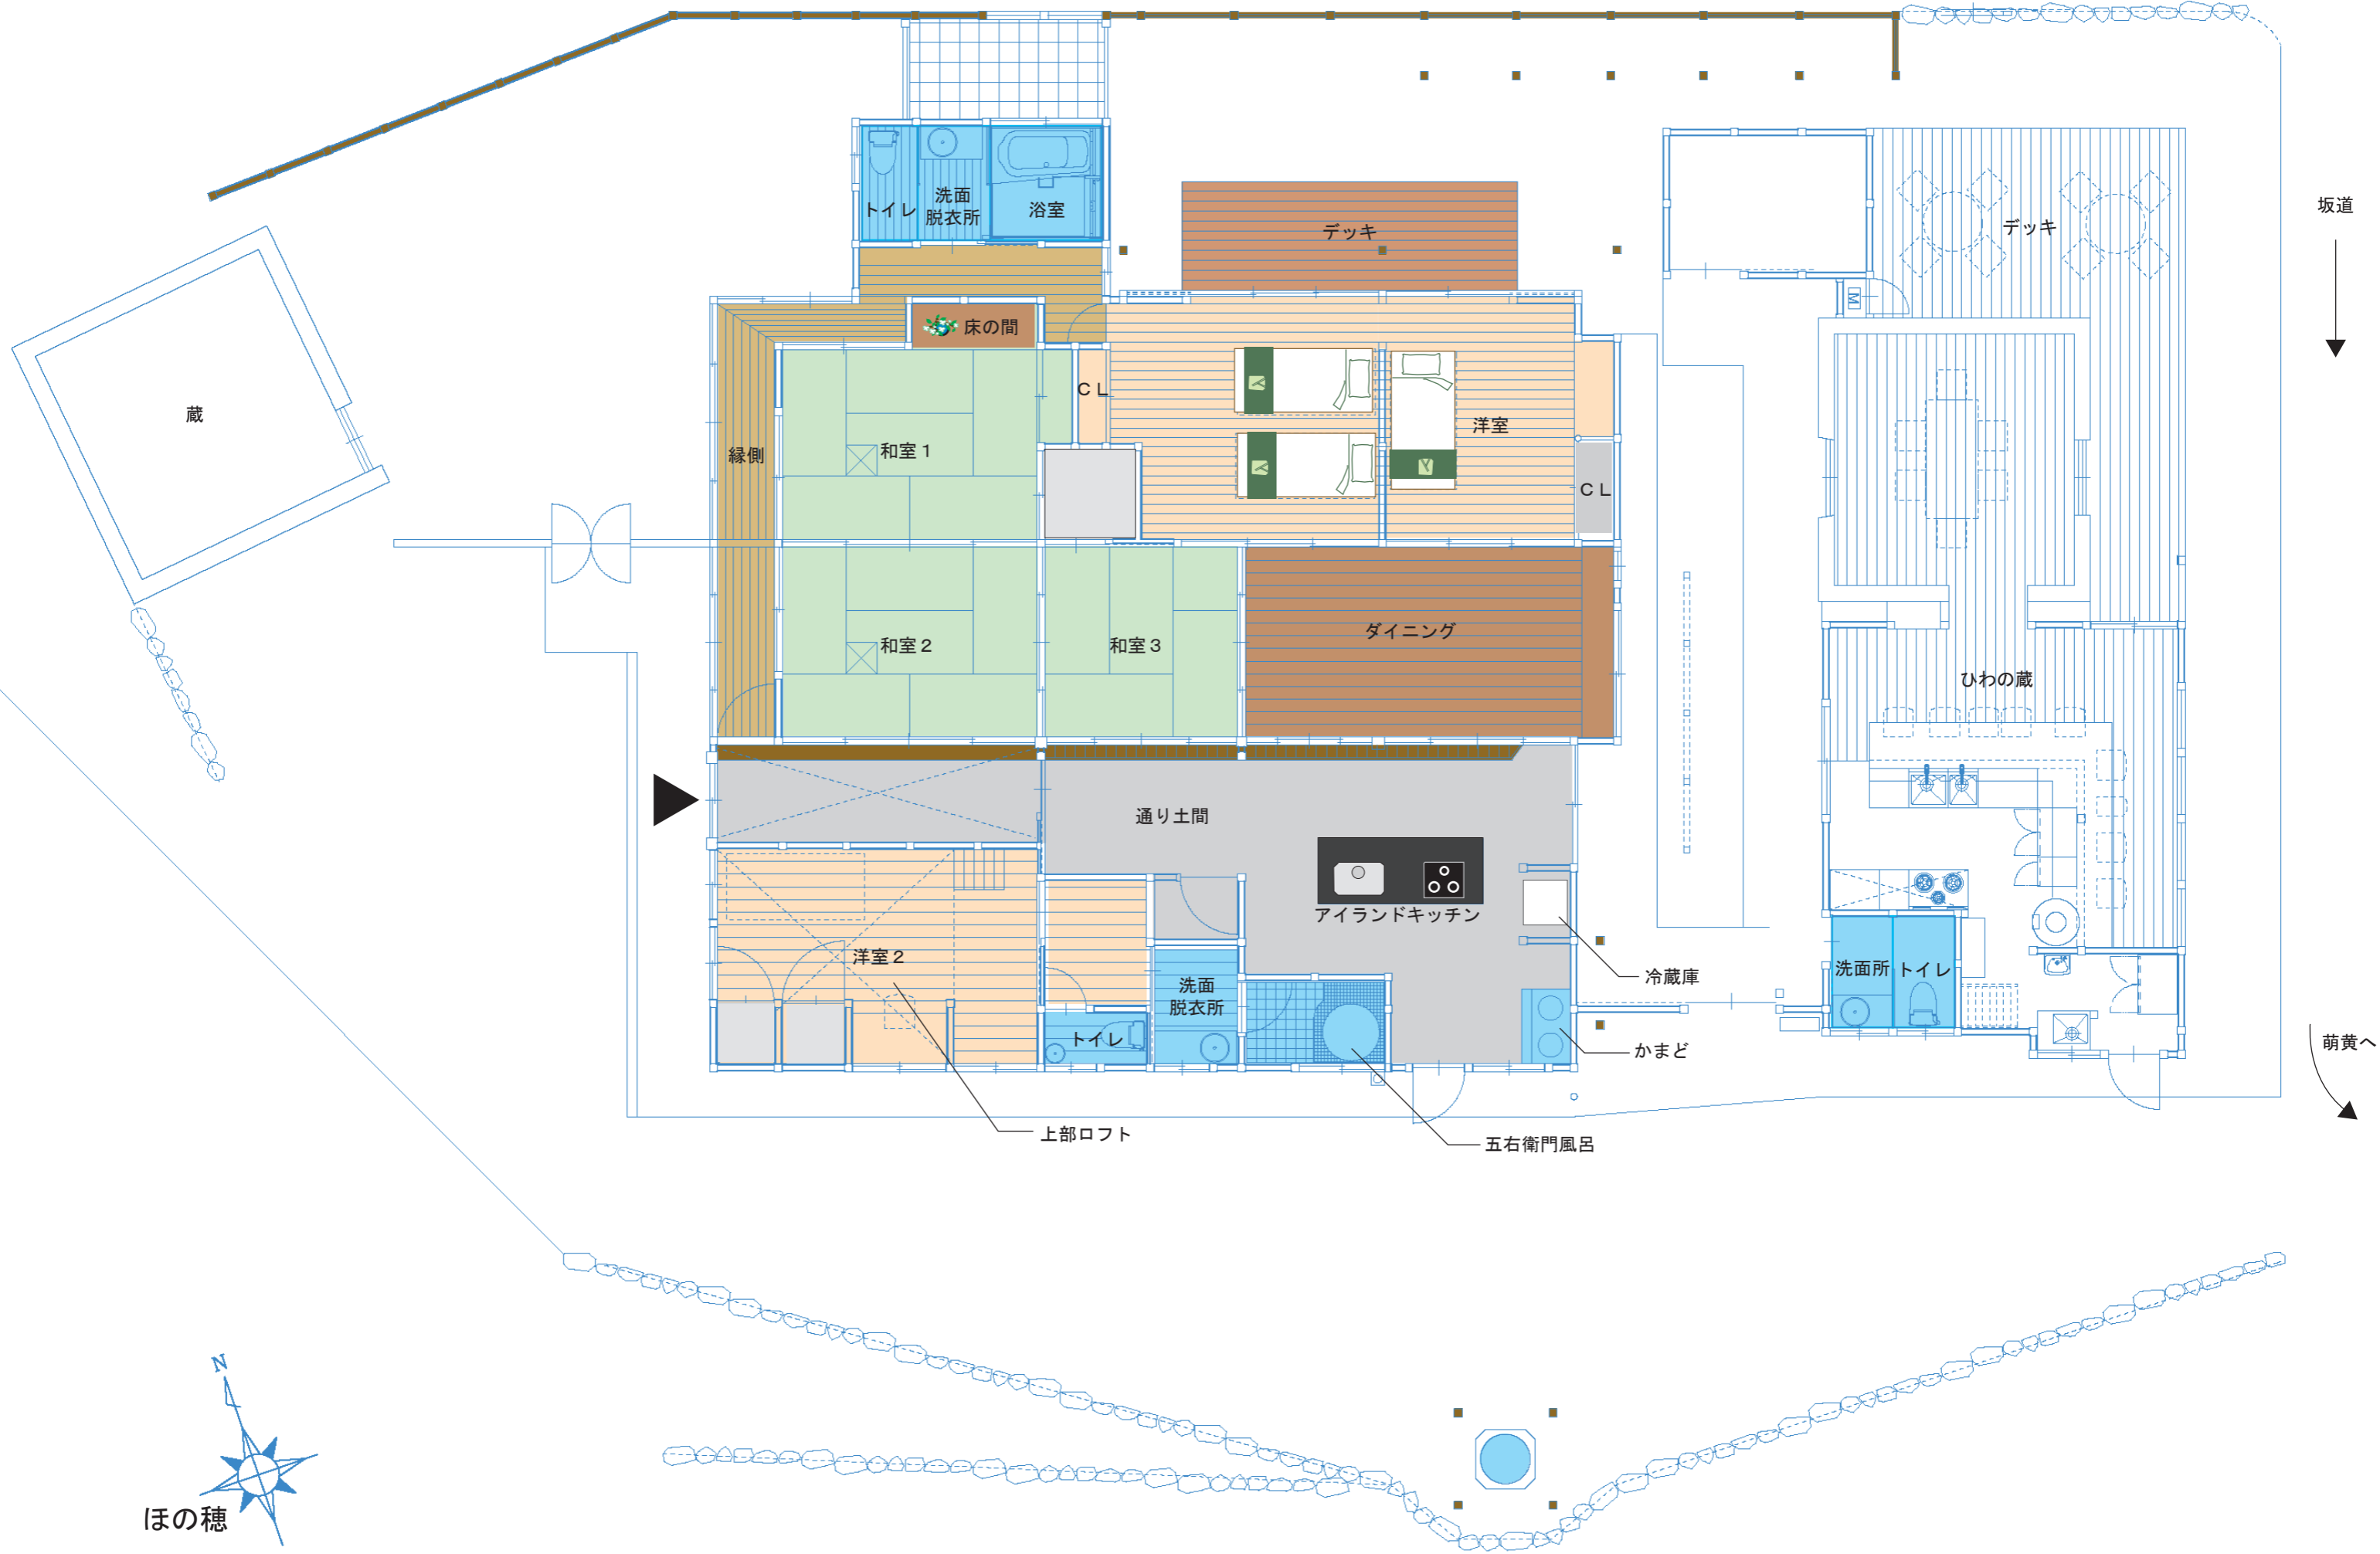 坂道
洗面
脱衣所
トイレ
浴室
デッキ
デッキ
M
床の間
CL
蔵
和室1
縁側
洋室
CL
和室2
和室3
ダイニング
ひわの蔵
通り土間
アイランドキッチン
洋室2
洗面
脱衣所
冷蔵庫
洗面所
トイレ
トイレ
かまど
萌黄へ
上部ロフト
五右衛門風呂
N
ほの穂